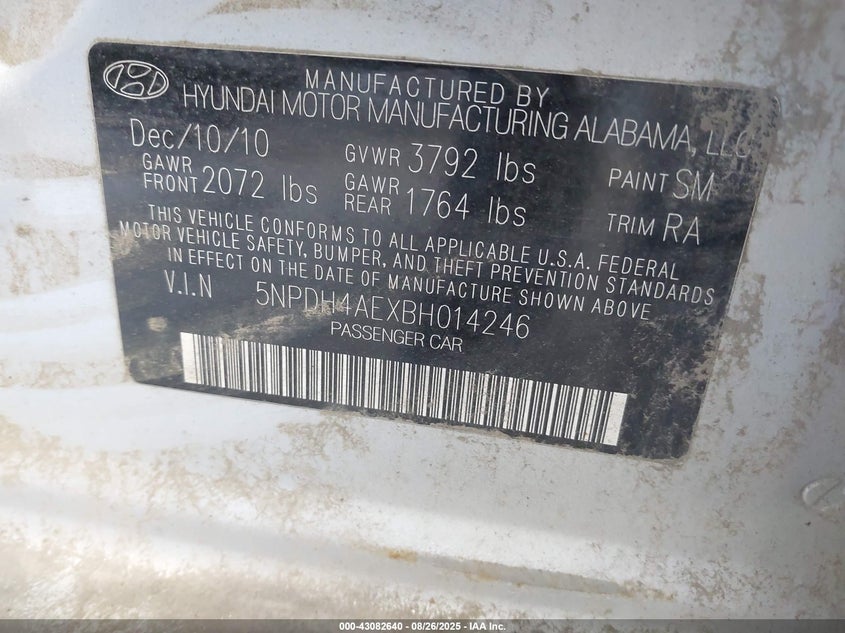 MANUFACTURED BY
HYUNDAI MOTOR MANUFACTURING ALABAMA, LLC
Dec/10/10 GVWR 3792 lbs PAINT SM
GAWR FRONT 2072 lbs GAWR REAR 1764 lbs TRIM RA
THIS VEHICLE CONFORMS TO ALL APPLICABLE U.S.A. FEDERAL
MOTOR VEHICLE SAFETY, BUMPER, AND THEFT PREVENTION STANDARDS
IN EFFECT ON THE DATE OF MANUFACTURE SHOWN ABOVE
V.I.N 5NPDH4AEXBH014246
PASSENGER CAR
000-43082640 - 08/26/2025 - IAA Inc.